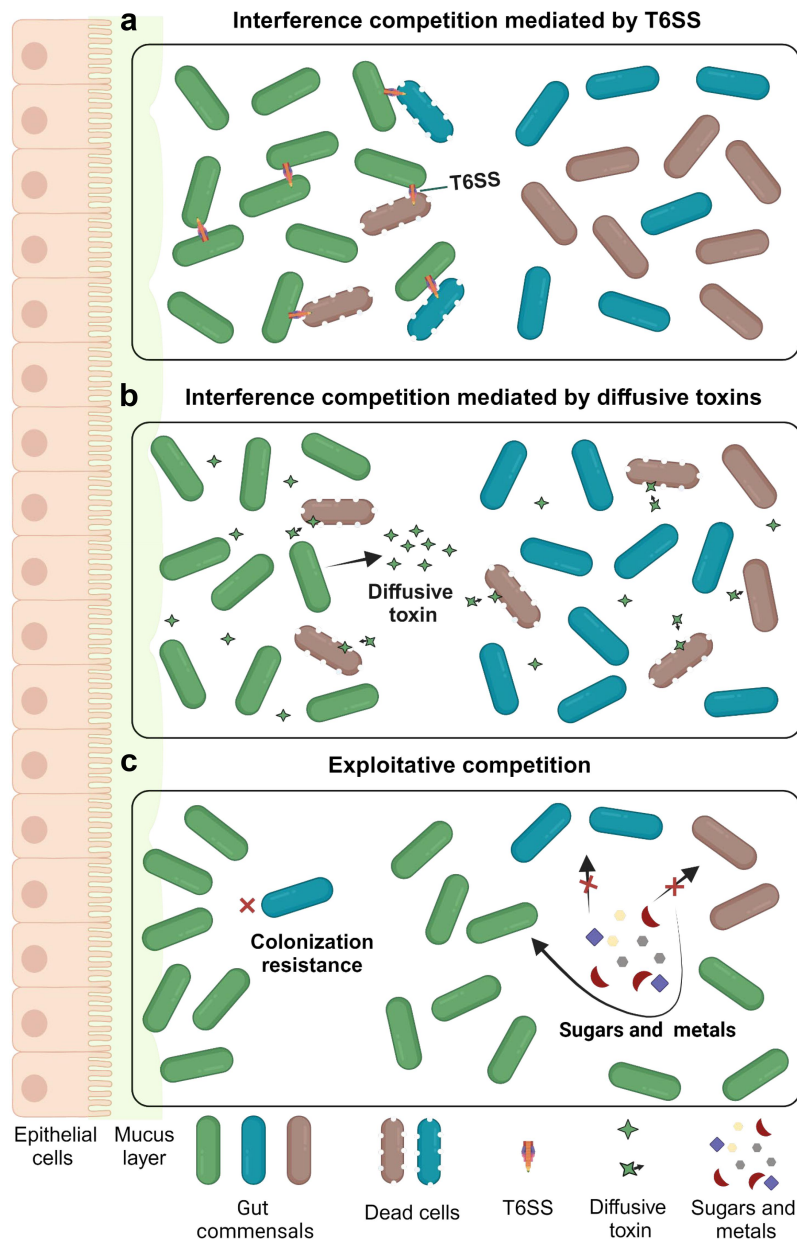 a
Interference competition mediated by T6SS
T6SS
b
Interference competition mediated by diffusive toxins
Diffusive
toxin
c
Exploitative competition
Colonization
resistance
Sugars and metals
Epithelial
cells
Mucus
layer
Gut
commensals
Dead cells
T6SS
Diffusive
toxin
Sugars and
metals